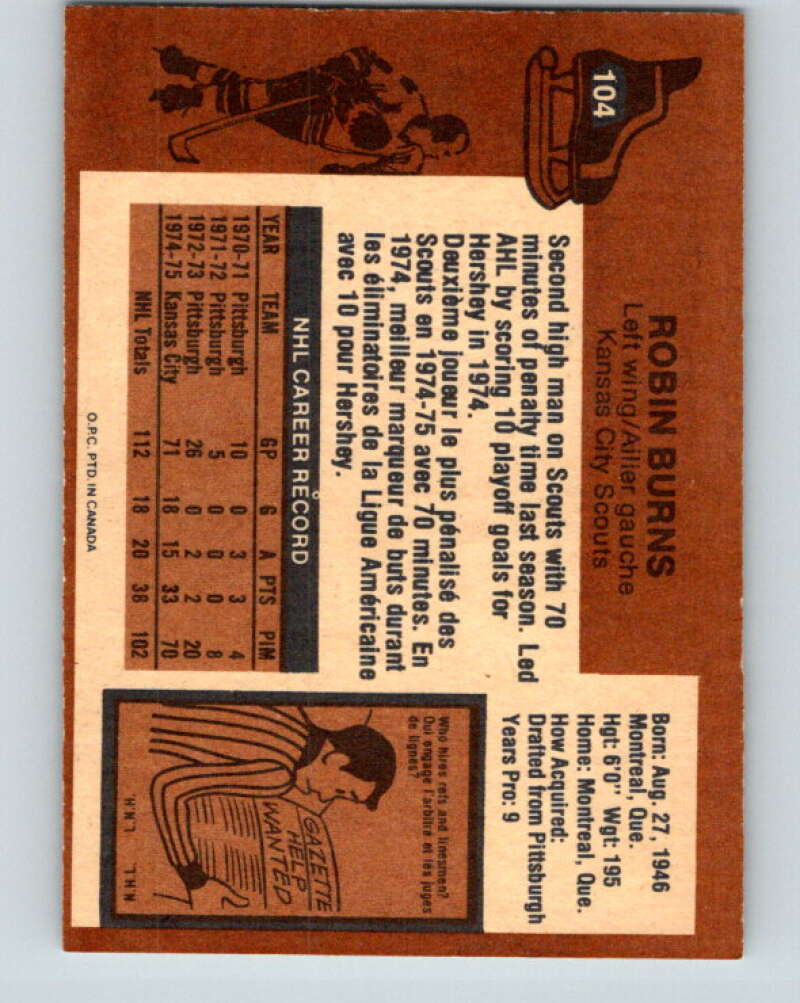 104
ROBIN BURNS
Left wing/Ailier gauche
Kansas City Scouts
Born: Aug. 27, 1946
Montreal, Que.
Hgt: 6'0" Wgt: 195
Home: Montreal, Que.
How Acquired:
Drafted from Pittsburgh
Years Pro: 9
Second high man on Scouts with 70
minutes of penalty time last season. Led
AHL by scoring 10 playoff goals for
Hershey in 1974.
Deuxième joueur le plus pénalisé des
Scouts en 1974-75 avec 70 minutes. En
1974, meilleur marqueur de buts durant
les éliminatoires de la Ligue Américaine
avec 10 pour Hershey.
NHL CAREER RECORD
YEAR TEAM GP G A PTS PIM
1970-71 Pittsburgh 10 0 3 3 4
1971-72 Pittsburgh 5 0 0 0 8
1972-73 Pittsburgh 26 0 2 2 20
1974-75 Kansas City 71 18 15 33 70
NHL Totals 112 18 20 38 102
Who hires refs and linesmen?
Qui engage l'arbitre et les juges
de lignes?
GAZETTE
HELP
WANTED
NHL L.N.H.
O.P.C. PTD. IN CANADA